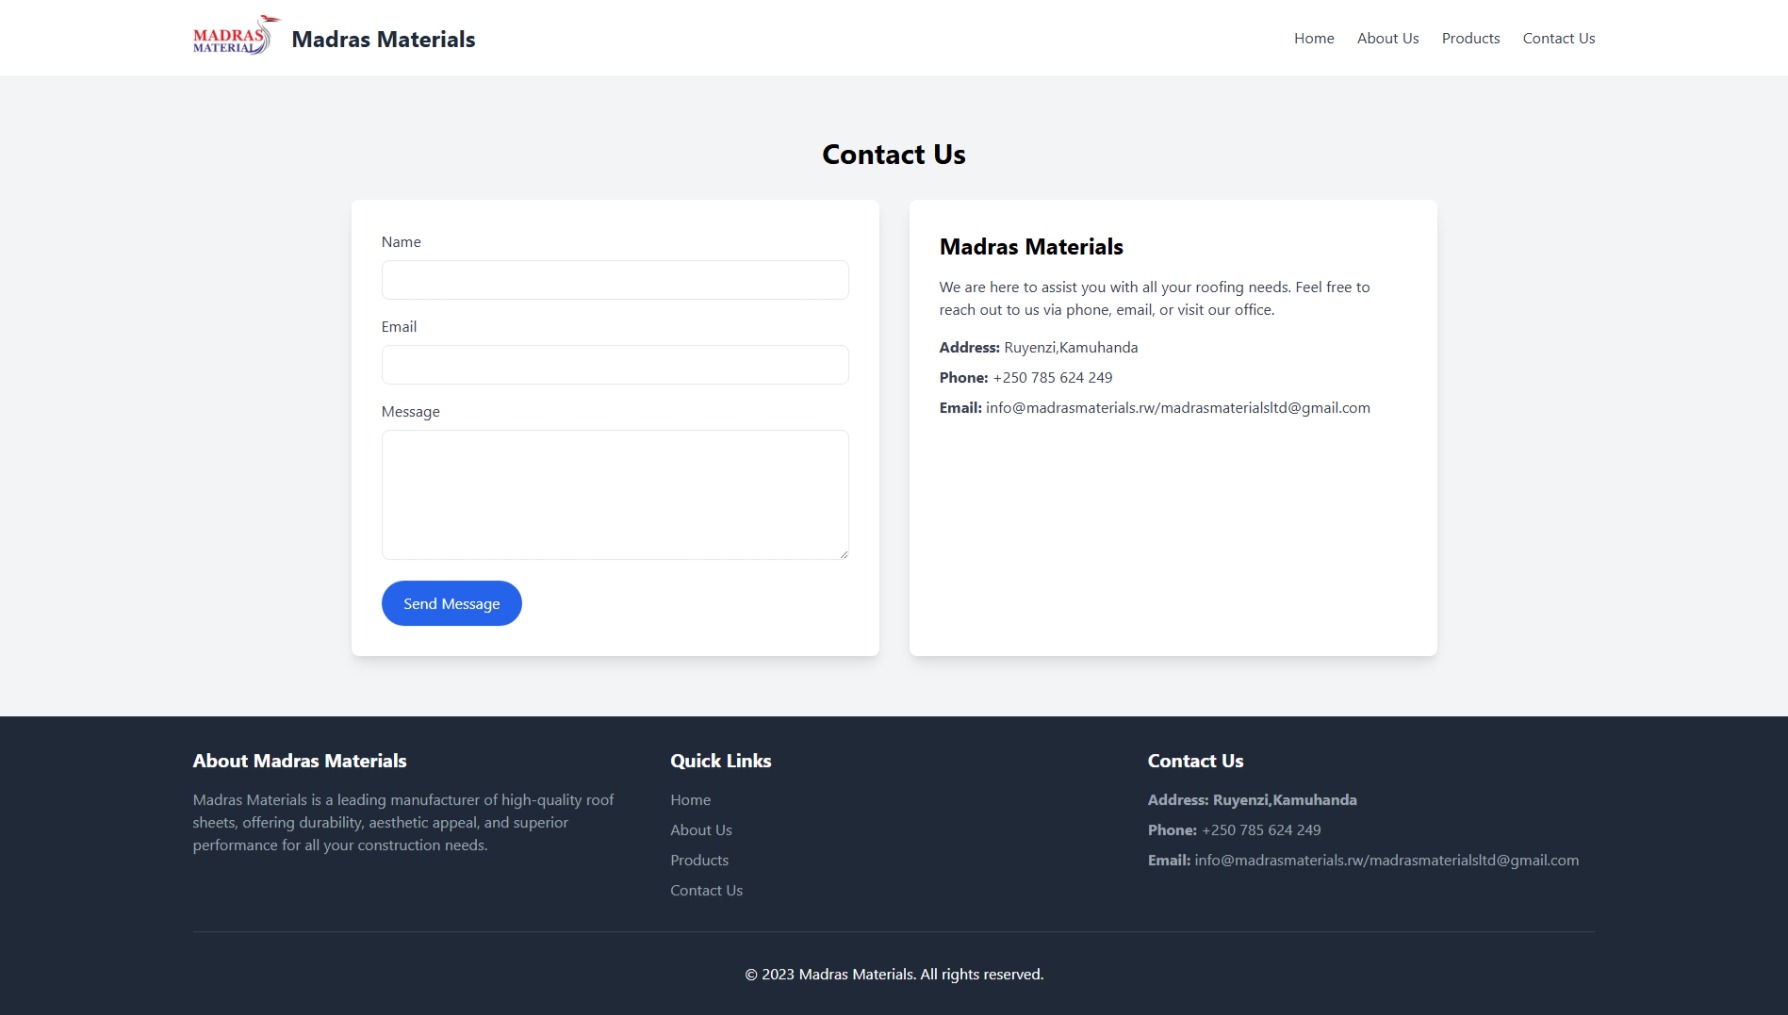 MADRAS
MATERIAL
Madras Materials
Home
About Us
Products
Contact Us
Contact Us
Name
Email
Message
Send Message
Madras Materials
We are here to assist you with all your roofing needs. Feel free to
reach out to us via phone, email, or visit our office.
Address: Ruyenzi,Kamuhanda
Phone: +250 785 624 249
Email: info@madrasmaterials.rw/madrasmaterialsltd@gmail.com
About Madras Materials
Madras Materials is a leading manufacturer of high-quality roof
sheets, offering durability, aesthetic appeal, and superior
performance for all your construction needs.
Quick Links
Home
About Us
Products
Contact Us
Contact Us
Address: Ruyenzi,Kamuhanda
Phone: +250 785 624 249
Email: info@madrasmaterials.rw/madrasmaterialsltd@gmail.com
© 2023 Madras Materials. All rights reserved.